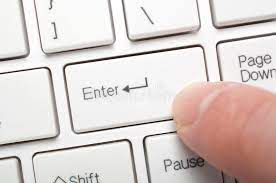 }
]
\
Enter ↵
Page
Down
⇧Shift
Pause